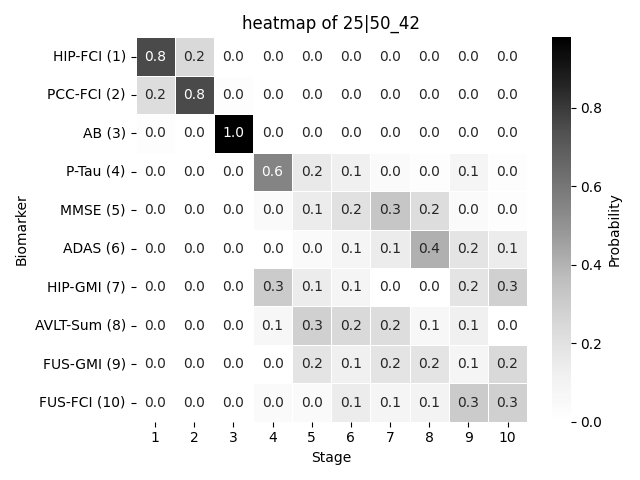 heatmap of 25|50_42
HIP-FCI (1) 0.8 0.2 0.0 0.0 0.0 0.0 0.0 0.0 0.0 0.0
PCC-FCI (2) 0.2 0.8 0.0 0.0 0.0 0.0 0.0 0.0 0.0 0.0
AB (3) 0.0 0.0 1.0 0.0 0.0 0.0 0.0 0.0 0.0 0.0
P-Tau (4) 0.0 0.0 0.0 0.6 0.2 0.1 0.0 0.0 0.1 0.0
MMSE (5) 0.0 0.0 0.0 0.0 0.1 0.2 0.3 0.2 0.0 0.0
ADAS (6) 0.0 0.0 0.0 0.0 0.0 0.1 0.1 0.4 0.2 0.1
HIP-GMI (7) 0.0 0.0 0.0 0.3 0.1 0.1 0.0 0.0 0.2 0.3
AVLT-Sum (8) 0.0 0.0 0.0 0.1 0.3 0.2 0.2 0.1 0.1 0.0
FUS-GMI (9) 0.0 0.0 0.0 0.0 0.2 0.1 0.2 0.2 0.1 0.2
FUS-FCI (10) 0.0 0.0 0.0 0.0 0.0 0.1 0.1 0.1 0.3 0.3
1 2 3 4 5 6 7 8 9 10
Stage
Biomarker
0.8
0.6
0.4
0.2
0.0
Probability